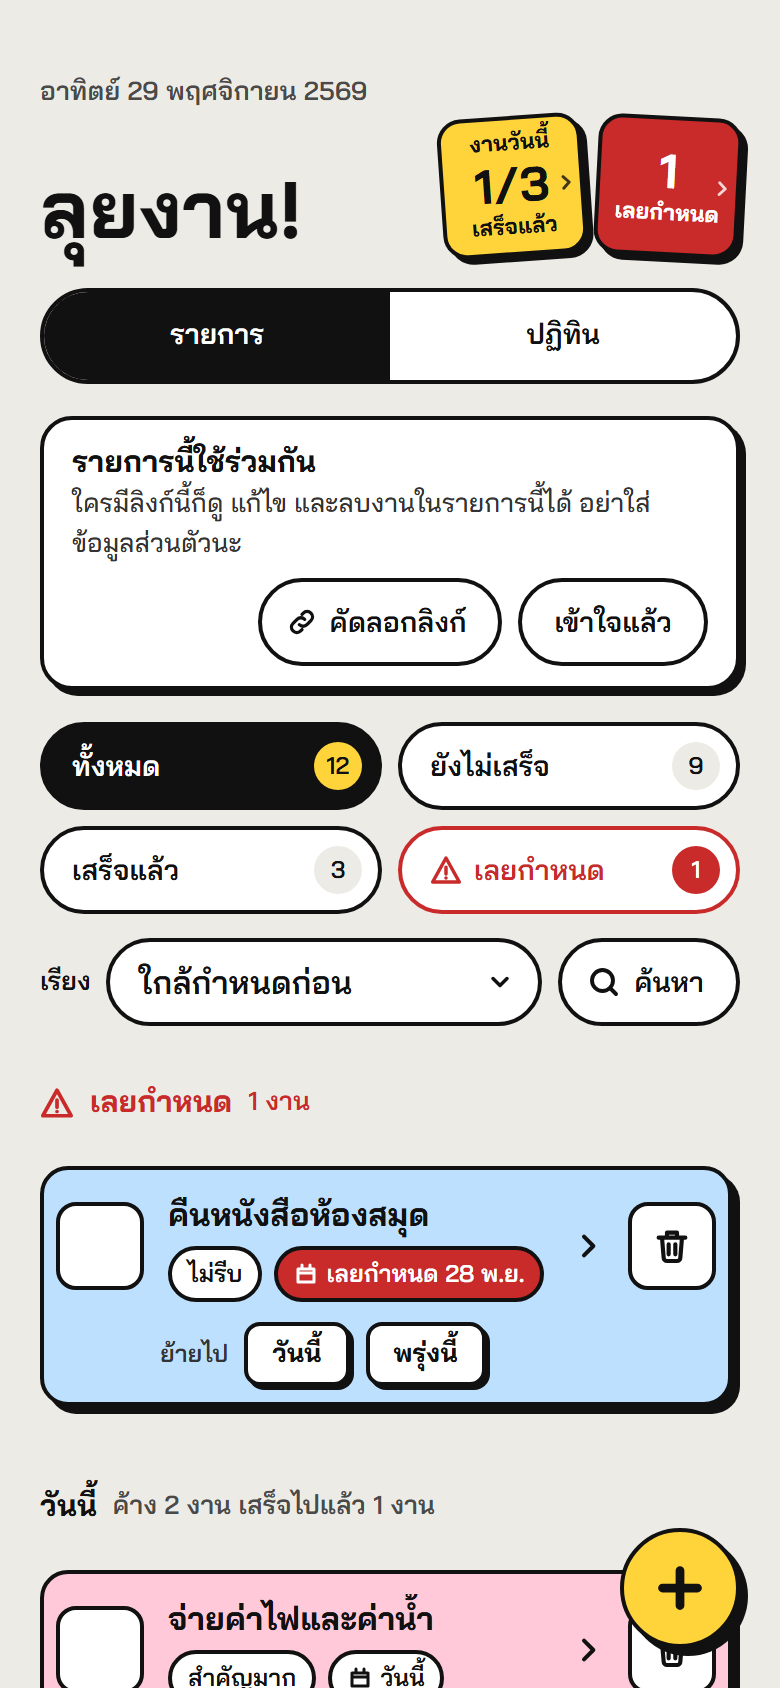 อาทิตย์ 29 พฤศจิกายน 2569
ลุยงาน!
งานวันนี้
1/3
เสร็จแล้ว
1
เลยกำหนด
รายการ
ปฏิทิน
รายการนี้ใช้ร่วมกัน
ใครมีลิงก์นี้ก็ดู แก้ไข และลบงานในรายการนี้ได้ อย่าใส่
ข้อมูลส่วนตัวนะ
คัดลอกลิงก์
เข้าใจแล้ว
ทั้งหมด 12
ยังไม่เสร็จ 9
เสร็จแล้ว 3
เลยกำหนด 1
เรียง
ใกล้กำหนดก่อน
ค้นหา
เลยกำหนด 1 งาน
คืนหนังสือห้องสมุด
ไม่รีบ
เลยกำหนด 28 พ.ย.
ย้ายไป
วันนี้
พรุ่งนี้
วันนี้ ค้าง 2 งาน เสร็จไปแล้ว 1 งาน
จ่ายค่าไฟและค่าน้ำ
สำคัญมาก
วันนี้